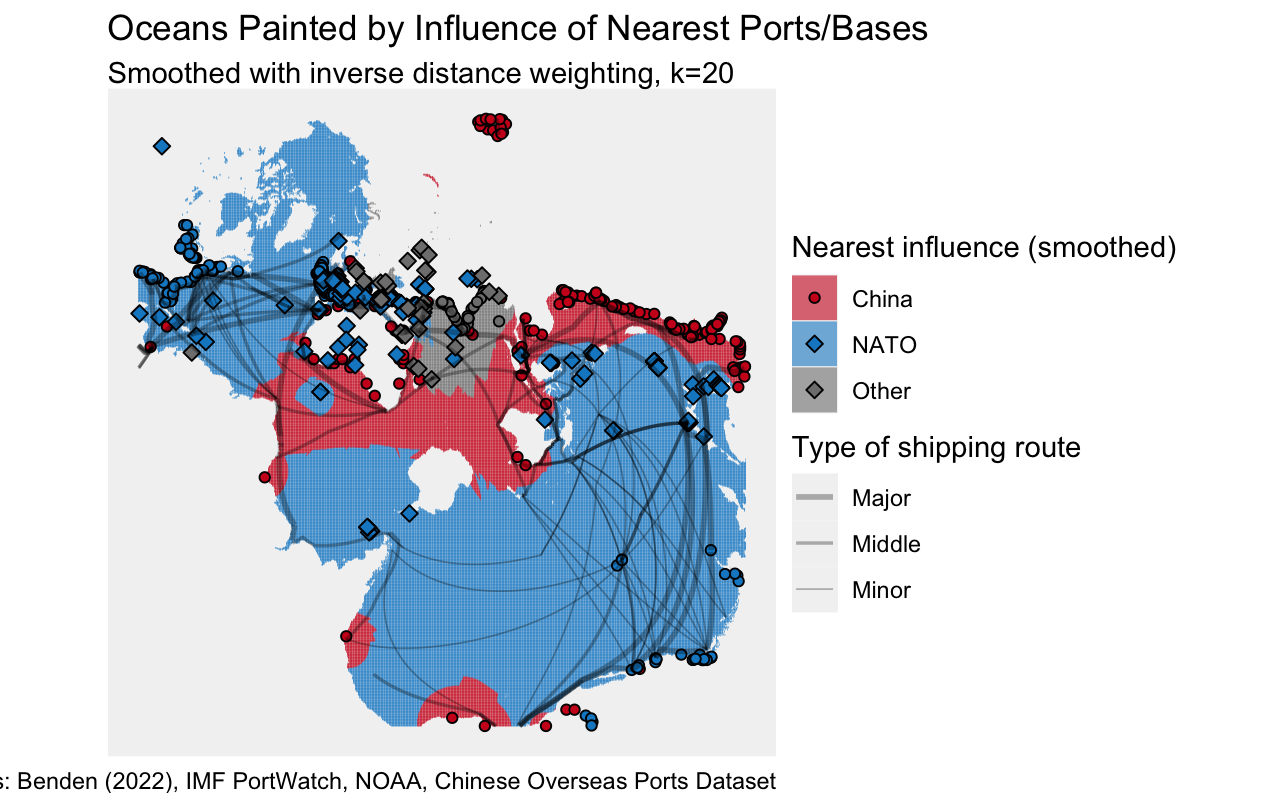 Oceans Painted by Influence of Nearest Ports/Bases
Smoothed with inverse distance weighting, k=20
Nearest influence (smoothed)
China
NATO
Other
Type of shipping route
Major
Middle
Minor
s: Benden (2022), IMF PortWatch, NOAA, Chinese Overseas Ports Dataset